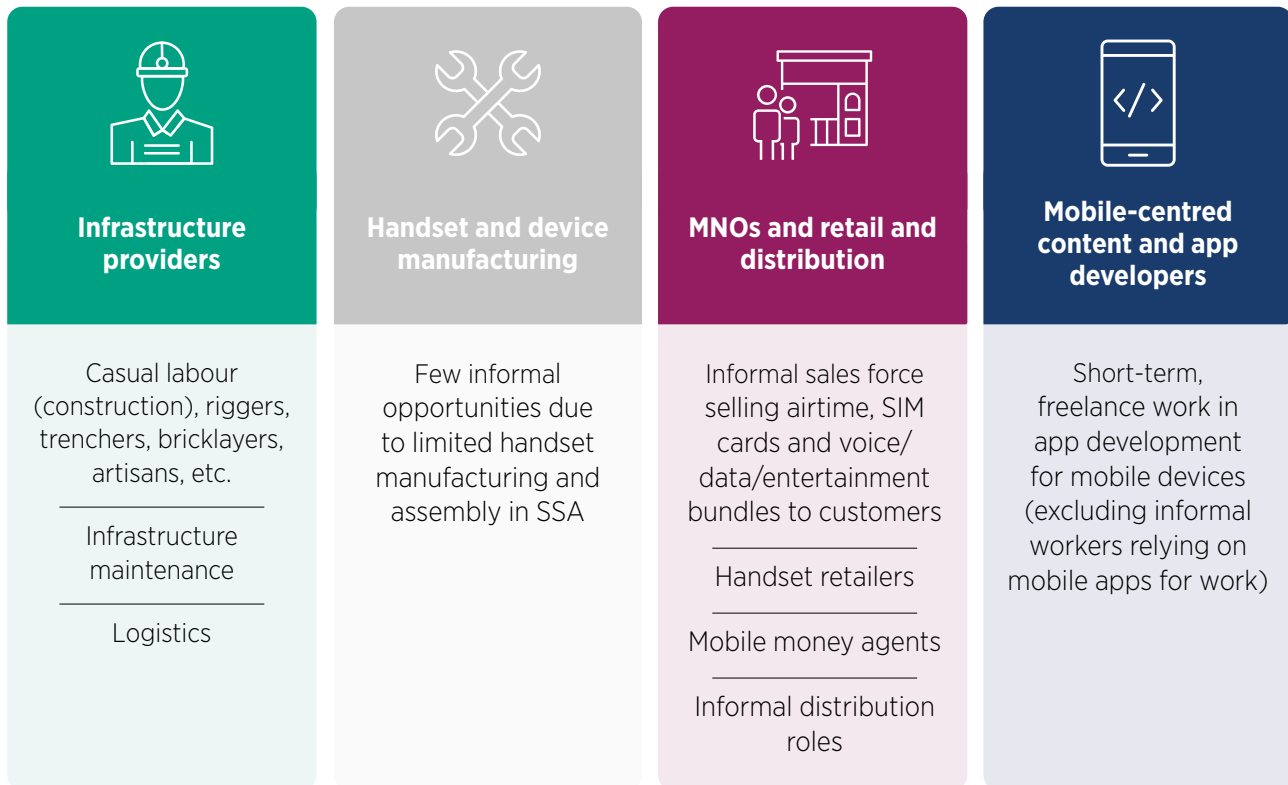 Infrastructure
providers
Casual labour
(construction), riggers,
trenchers, bricklayers,
artisans, etc.
Infrastructure
maintenance
Logistics
Handset and device
manufacturing
Few informal
opportunities due
to limited handset
manufacturing and
assembly in SSA
MNOs and retail and
distribution
Informal sales force
selling airtime, SIM
cards and voice/
data/entertainment
bundles to customers
Handset retailers
Mobile money agents
Informal distribution
roles
</>
Mobile-centred
content and app
developers
Short-term,
freelance work in
app development
for mobile devices
(excluding informal
workers relying on
mobile apps for work)